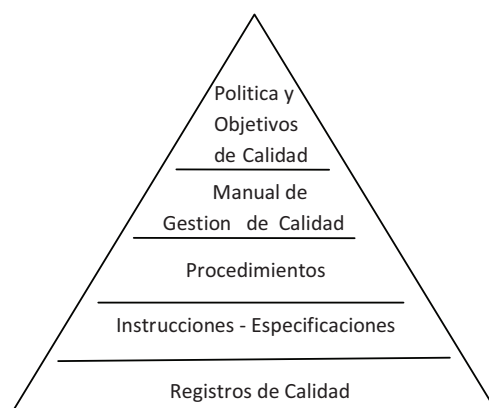 Politica y
Objetivos
de Calidad
Manual de
Gestion de Calidad
Procedimientos
Instrucciones - Especificaciones
Registros de Calidad